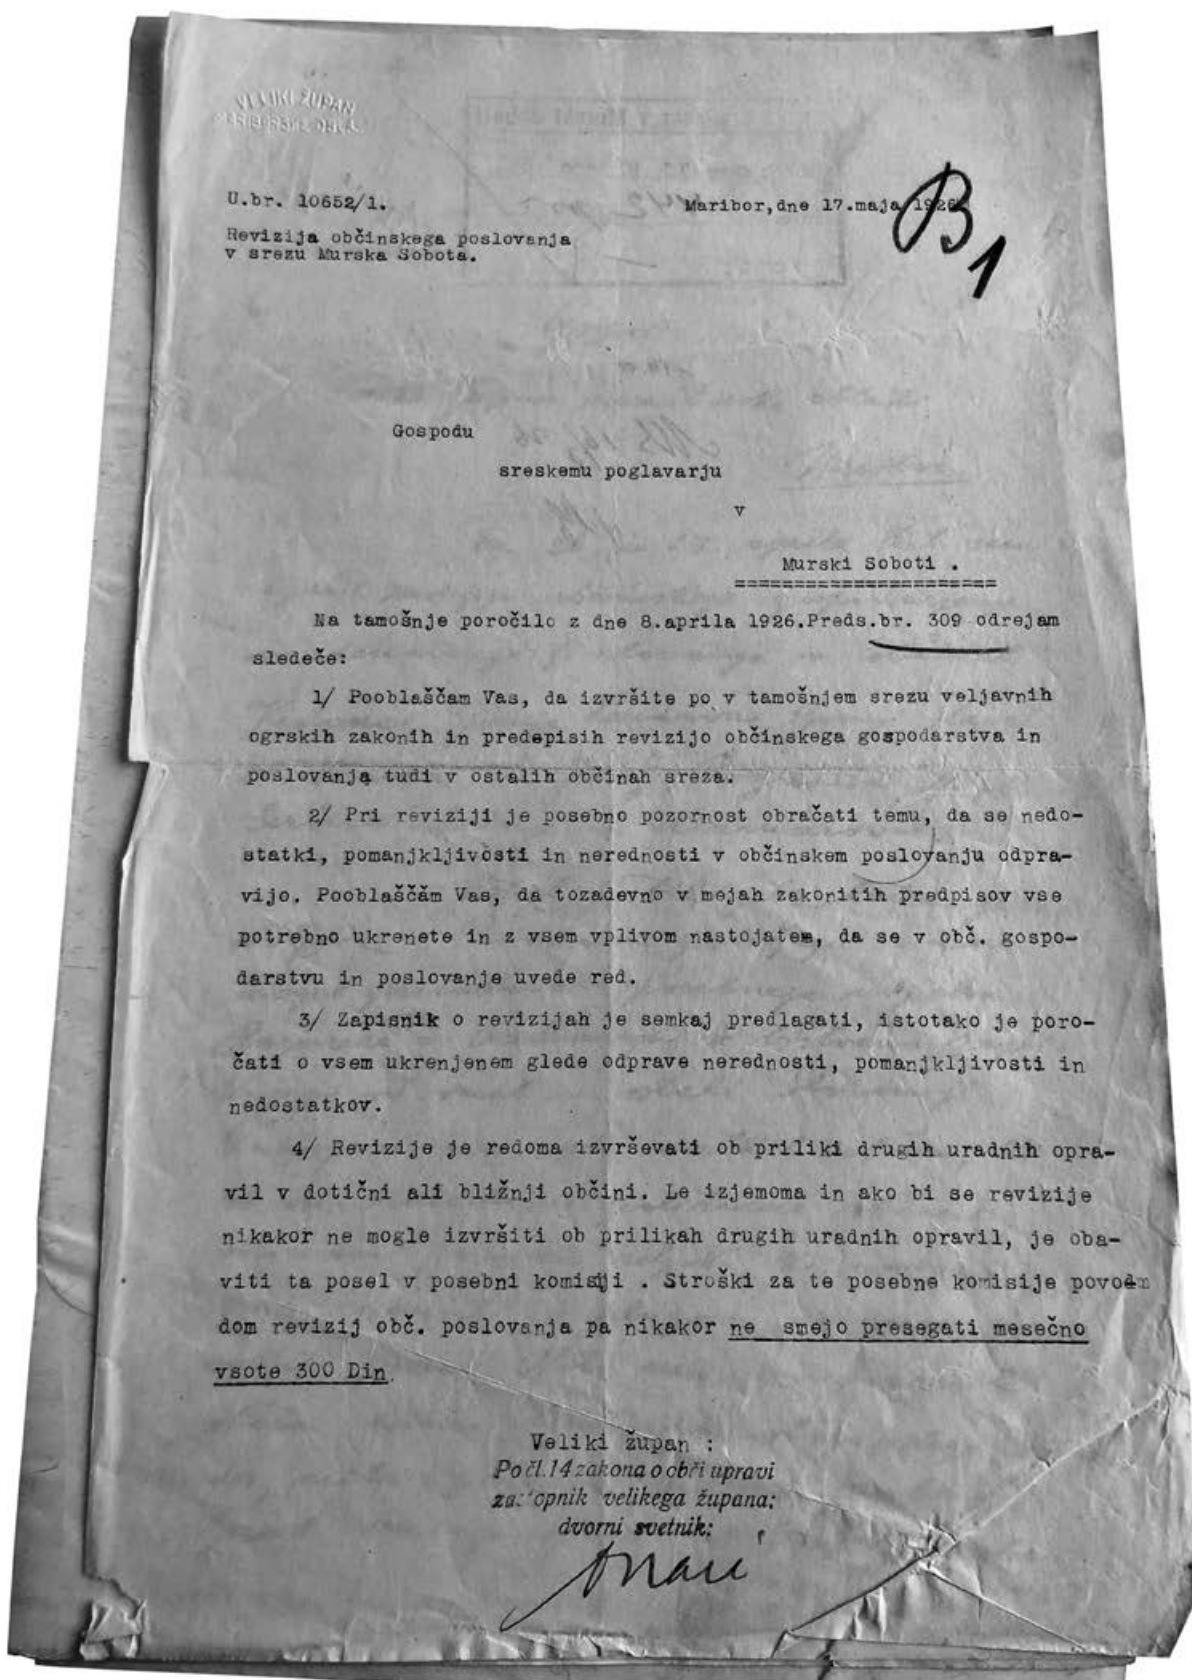 VELIKI ŽUPAN
U.br. 10652/1.
Maribor,dne 17.maja 1926
B1
Revizija občinskega poslovanja
v srezu Murska Sobota.
Gospodu
sreskemu poglavarju
v
Murski Soboti .
======================
Na tamošnje poročilo z dne 8.aprila 1926.Preds.br. 309 odrejam
sledeče:
1/ Pooblaščam Vas, da izvršite po v tamošnjem srezu veljavnih
ogrskih zakonih in predpisih revizijo občinskega gospodarstva in
poslovanja tudi v ostalih občinah sreza.
2/ Pri reviziji je posebno pozornost obračati temu, da se nedo-
statki, pomanjkljivosti in nerednosti v občinskem poslovanju odpra-
vijo. Pooblaščam Vas, da tozadevno v mejah zakonitih predpisov vse
potrebno ukrenete in z vsem vplivom nastojate, da se v obč. gospo-
darstvu in poslovanje uvede red.
3/ Zapisnik o revizijah je semkaj predlagati, istotako je poro-
čati o vsem ukrenjenem glede odprave nerednosti, pomanjkljivosti in
nedostatkov.
4/ Revizije je redoma izvrševati ob priliki drugih uradnih opra-
vil v dotični ali bližnji občini. Le izjemoma in ako bi se revizije
nikakor ne mogle izvršiti ob prilikah drugih uradnih opravil, je oba-
viti ta posel v posebni komisiji . Stroški za te posebne komisije povo
dom revizij obč. poslovanja pa nikakor ne smejo presegati mesečno
vsote 300 Din.
Veliki župan :
Po čl. 14 zakona o obči upravi
zastopnik velikega župana:
dvorni svetnik: